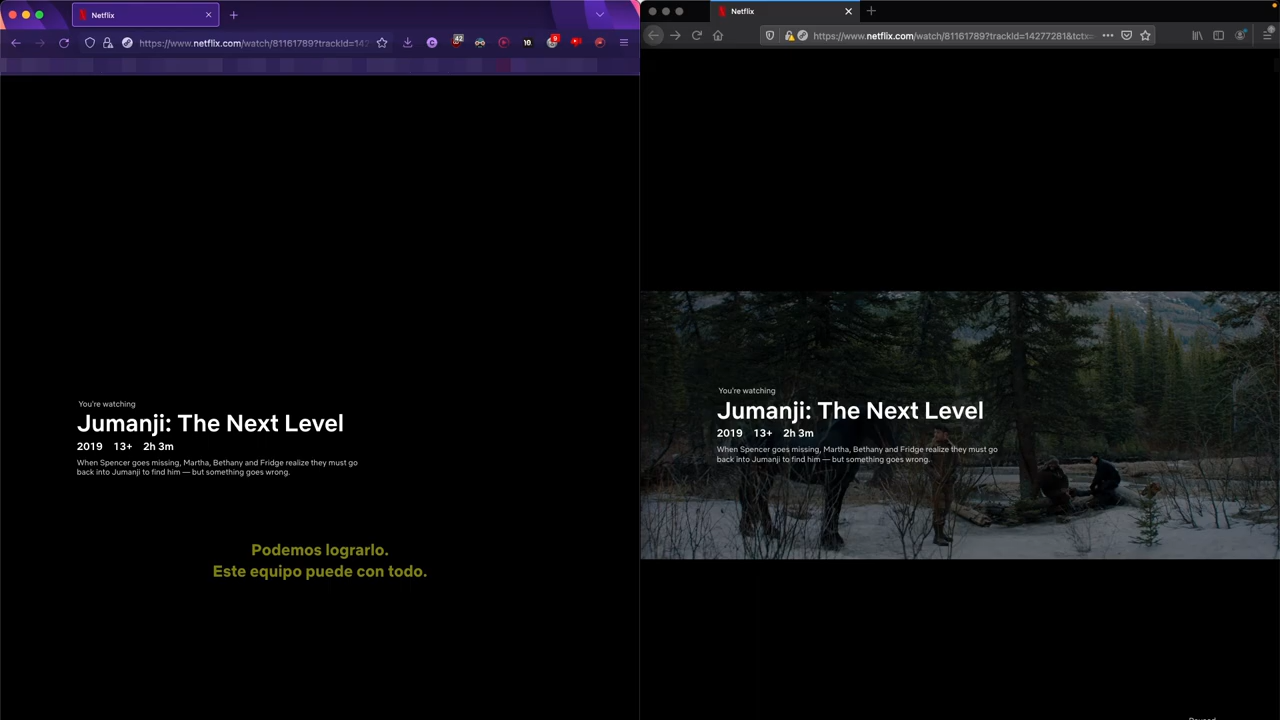 Netflix
https://www.netflix.com/watch/81161789?trackId=142
42
9
You're watching
Jumanji: The Next Level
2019 13+ 2h 3m
When Spencer goes missing, Martha, Bethany and Fridge realize they must go
back into Jumanji to find him — but something goes wrong.
Podemos lograrlo.
Este equipo puede con todo.
Netflix
https://www.netflix.com/watch/81161789?trackId=14277281&tctx=
You're watching
Jumanji: The Next Level
2019 13+ 2h 3m
When Spencer goes missing, Martha, Bethany and Fridge realize they must go
back into Jumanji to find him — but something goes wrong.